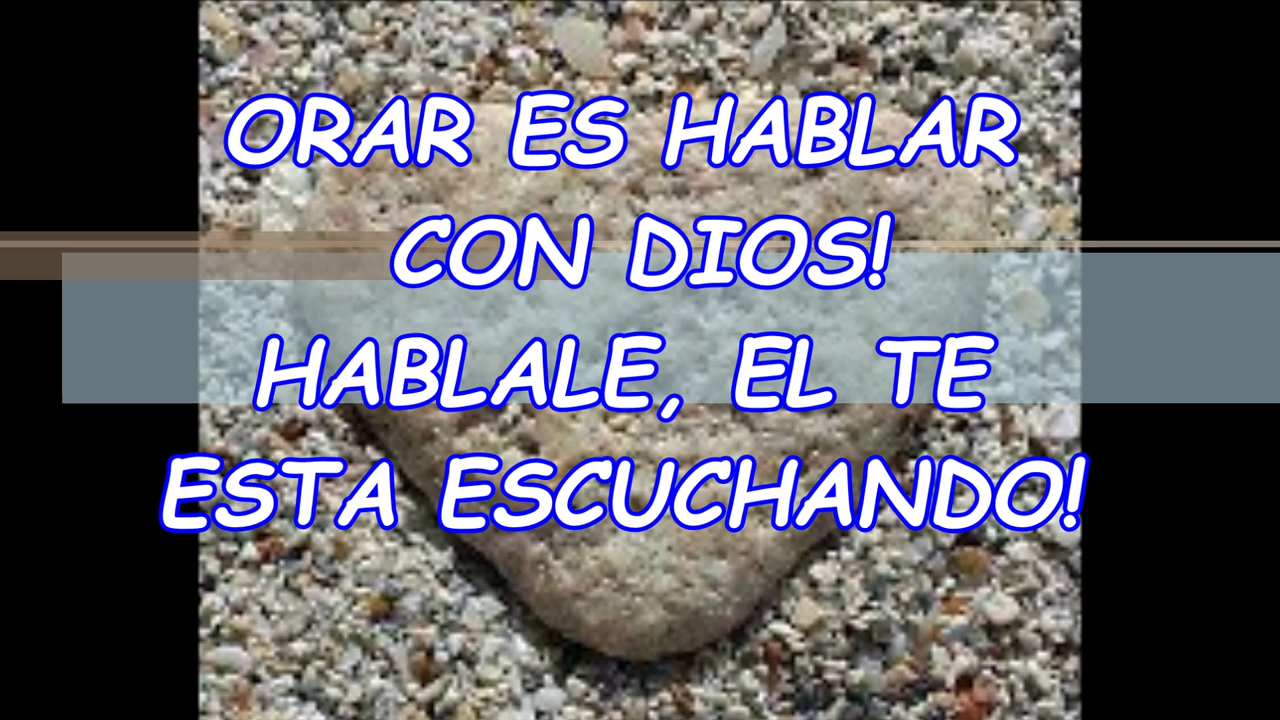 ORAR ES HABLAR
CON DIOS!
HABLALE, EL TE
ESTA ESCUCHANDO!